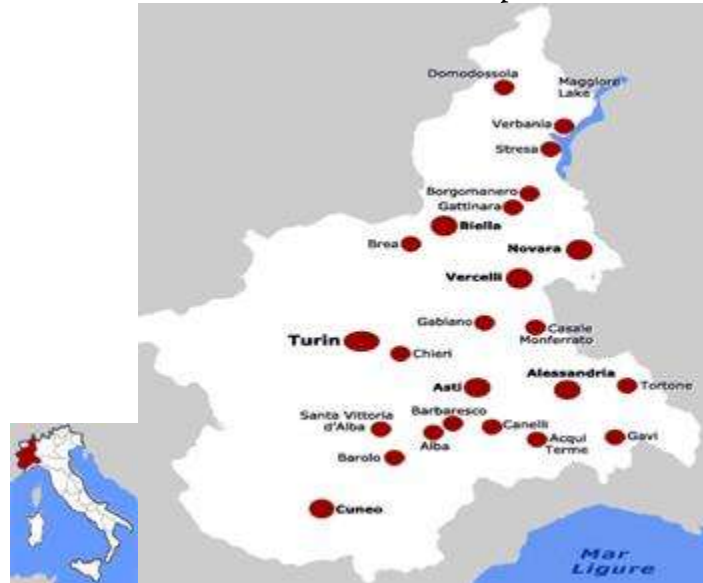 Domodossola
Maggiore
Lake
Verbania
Stresa
Borgomanero
Gattinara
Biella
Brea
Novara
Vercelli
Gabiano
Casale
Monferrato
Turin
Chieri
Alessandria
Asti
Tortone
Barbaresco
Santa Vittoria
d'Alba
Canelli
Alba
Acqui
Terme
Gavi
Barolo
Cuneo
Mar
Ligure